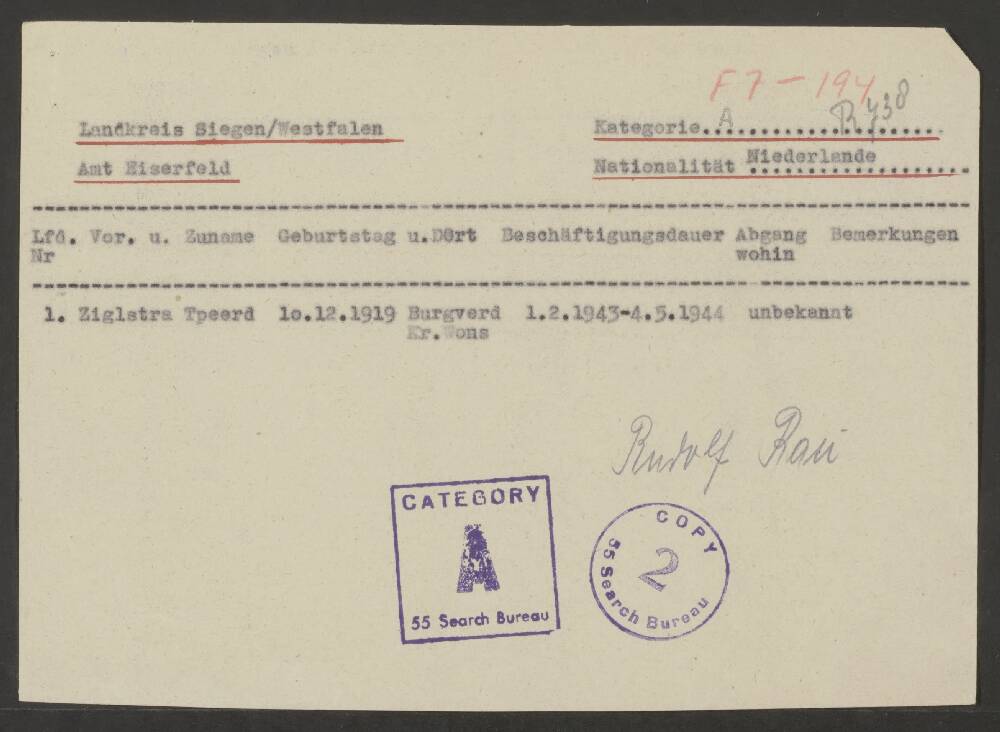 F 7 - 194
R 738
Landkreis Siegen/Westfalen
Kategorie..A....................
Amt Eiserfeld
Nationalität Niederlande
Lfd. Vor. u. Zuname Geburtstag u. Ort Beschäftigungsdauer Abgang Bemerkungen
Nr wohin
1. Ziglstra Tpeerd 10.12.1919 Burgverd 1.2.1943-4.5.1944 unbekannt
Kr.Wons
Rudolf Rau
CATEGORY
A
55 Search Bureau
COPY
2
55 Search Bureau